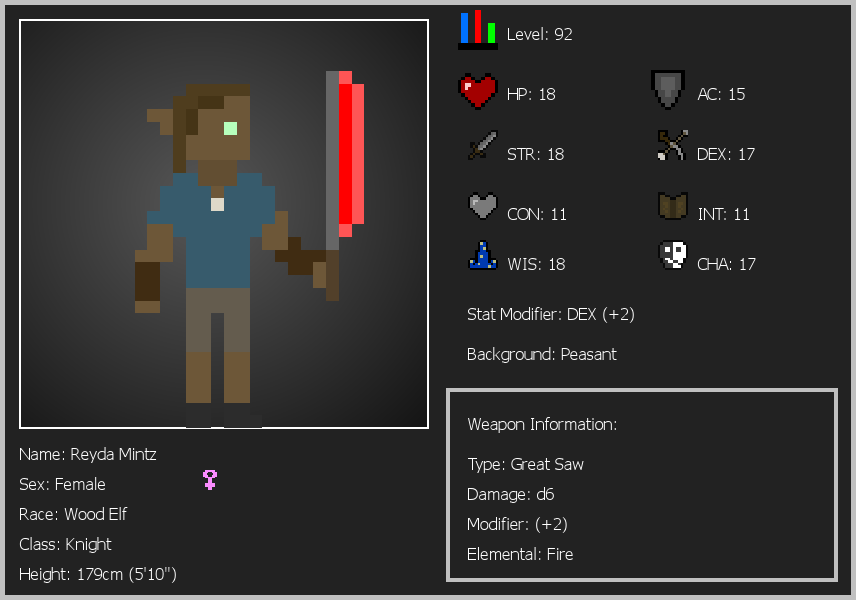 Level: 92
HP: 18
AC: 15
STR: 18
DEX: 17
CON: 11
INT: 11
WIS: 18
CHA: 17
Stat Modifier: DEX (+2)
Background: Peasant
Weapon Information:
Type: Great Saw
Damage: d6
Modifier: (+2)
Elemental: Fire
Name: Reyda Mintz
Sex: Female
Race: Wood Elf
Class: Knight
Height: 179cm (5'10")